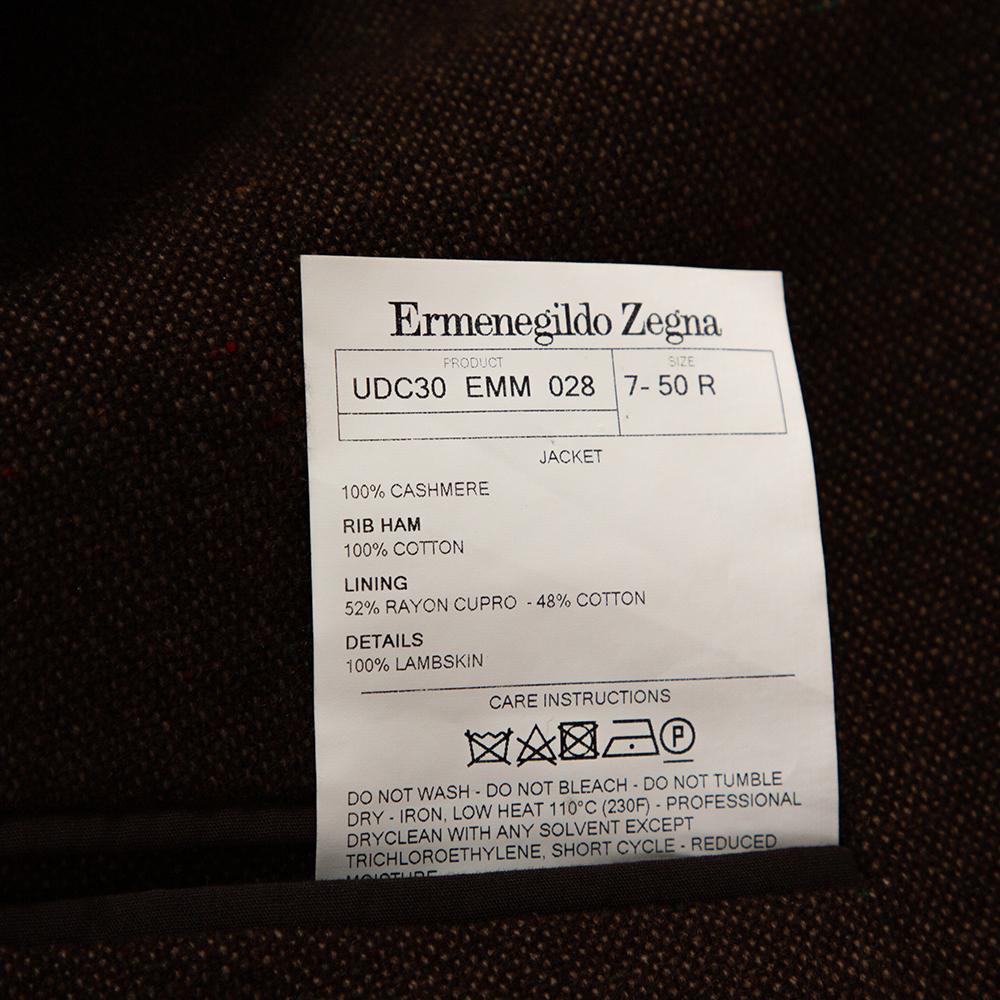 Ermenegildo Zegna
PRODUCT SIZE
UDC30 EMM 028 7- 50 R
JACKET
100% CASHMERE
RIB HAM
100% COTTON
LINING
52% RAYON CUPRO - 48% COTTON
DETAILS
100% LAMBSKIN
CARE INSTRUCTIONS
P
DO NOT WASH - DO NOT BLEACH - DO NOT TUMBLE
DRY - IRON, LOW HEAT 110°C (230F) - PROFESSIONAL
DRYCLEAN WITH ANY SOLVENT EXCEPT
TRICHLOROETHYLENE, SHORT CYCLE - REDUCED
MOISTURE